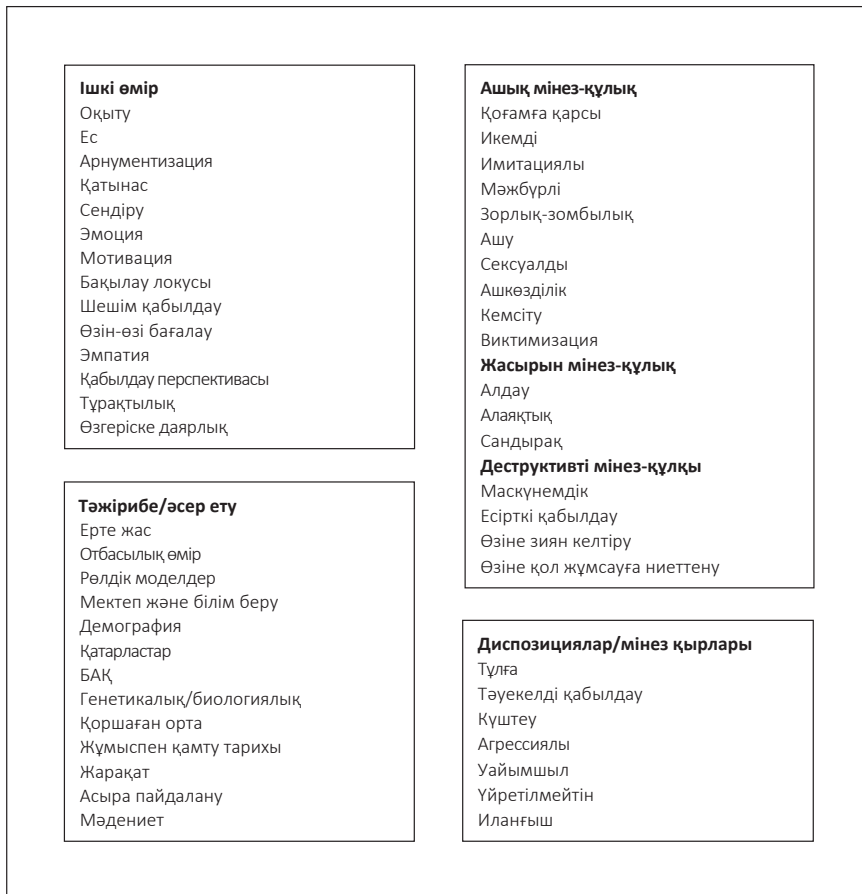 Ішкі өмір
Оқыту
Ес
Арнументизация
Қатынас
Сендіру
Эмоция
Мотивация
Бақылау локусы
Шешім қабылдау
Өзін-өзі бағалау
Эмпатия
Қабылдау перспективасы
Тұрақтылық
Өзгеріске даярлық
Тәжірибе/әсер ету
Ерте жас
Отбасылық өмір
Рөлдік моделдер
Мектеп және білім беру
Демография
Қатарластар
БАҚ
Генетикалық/биологиялық
Қоршаған орта
Жұмыспен қамту тарихы
Жарақат
Асыра пайдалану
Мәдениет
Ашық мінез-құлық
Қоғамға қарсы
Икемді
Имитациялы
Мәжбүрлі
Зорлық-зомбылық
Ашу
Сексуалды
Ашкөзділік
Кемсіту
Виктимизация
Жасырын мінез-құлық
Алдау
Алаяқтық
Сандырақ
Деструктивті мінез-құлқы
Маскүнемдік
Есірткі қабылдау
Өзіне зиян келтіру
Өзіне қол жұмсауға ниеттену
Диспозициялар/мінез қырлары
Тұлға
Тәуекелді қабылдау
Күштеу
Агрессиялы
Уайымшыл
Үйретілмейтін
Иланғыш